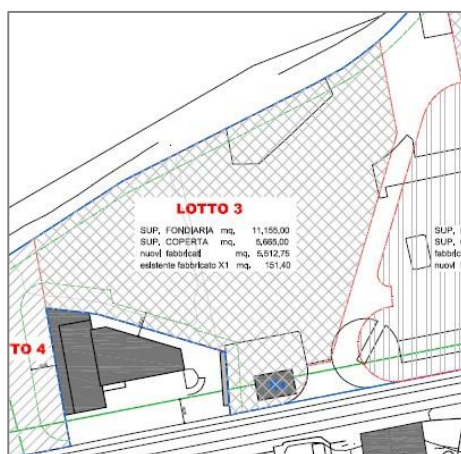 LOTTO 3
SUP. FONDIARIA mq. 11,155,00
SUP. COPERTA mq. 5,665,00
nuovi fabbricati mq. 5,512,75
esistente fabbricato X1 mq. 151,40
SUP.
SUP.
fabbric
nuovi f
TO 4